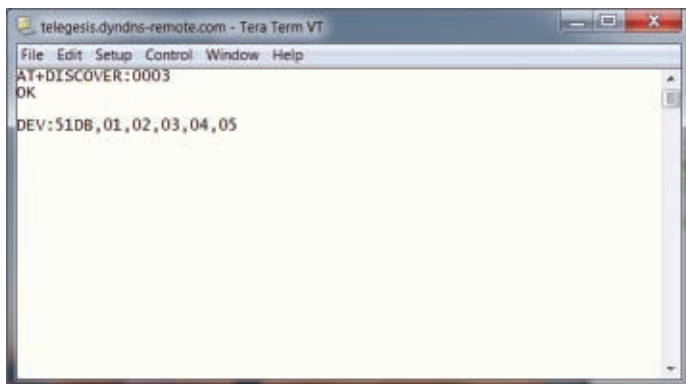 telegesis.dyndns-remote.com - Tera Term VT
File Edit Setup Control Window Help
AT+DISCOVER:0003
OK
DEV:51DB,01,02,03,04,05